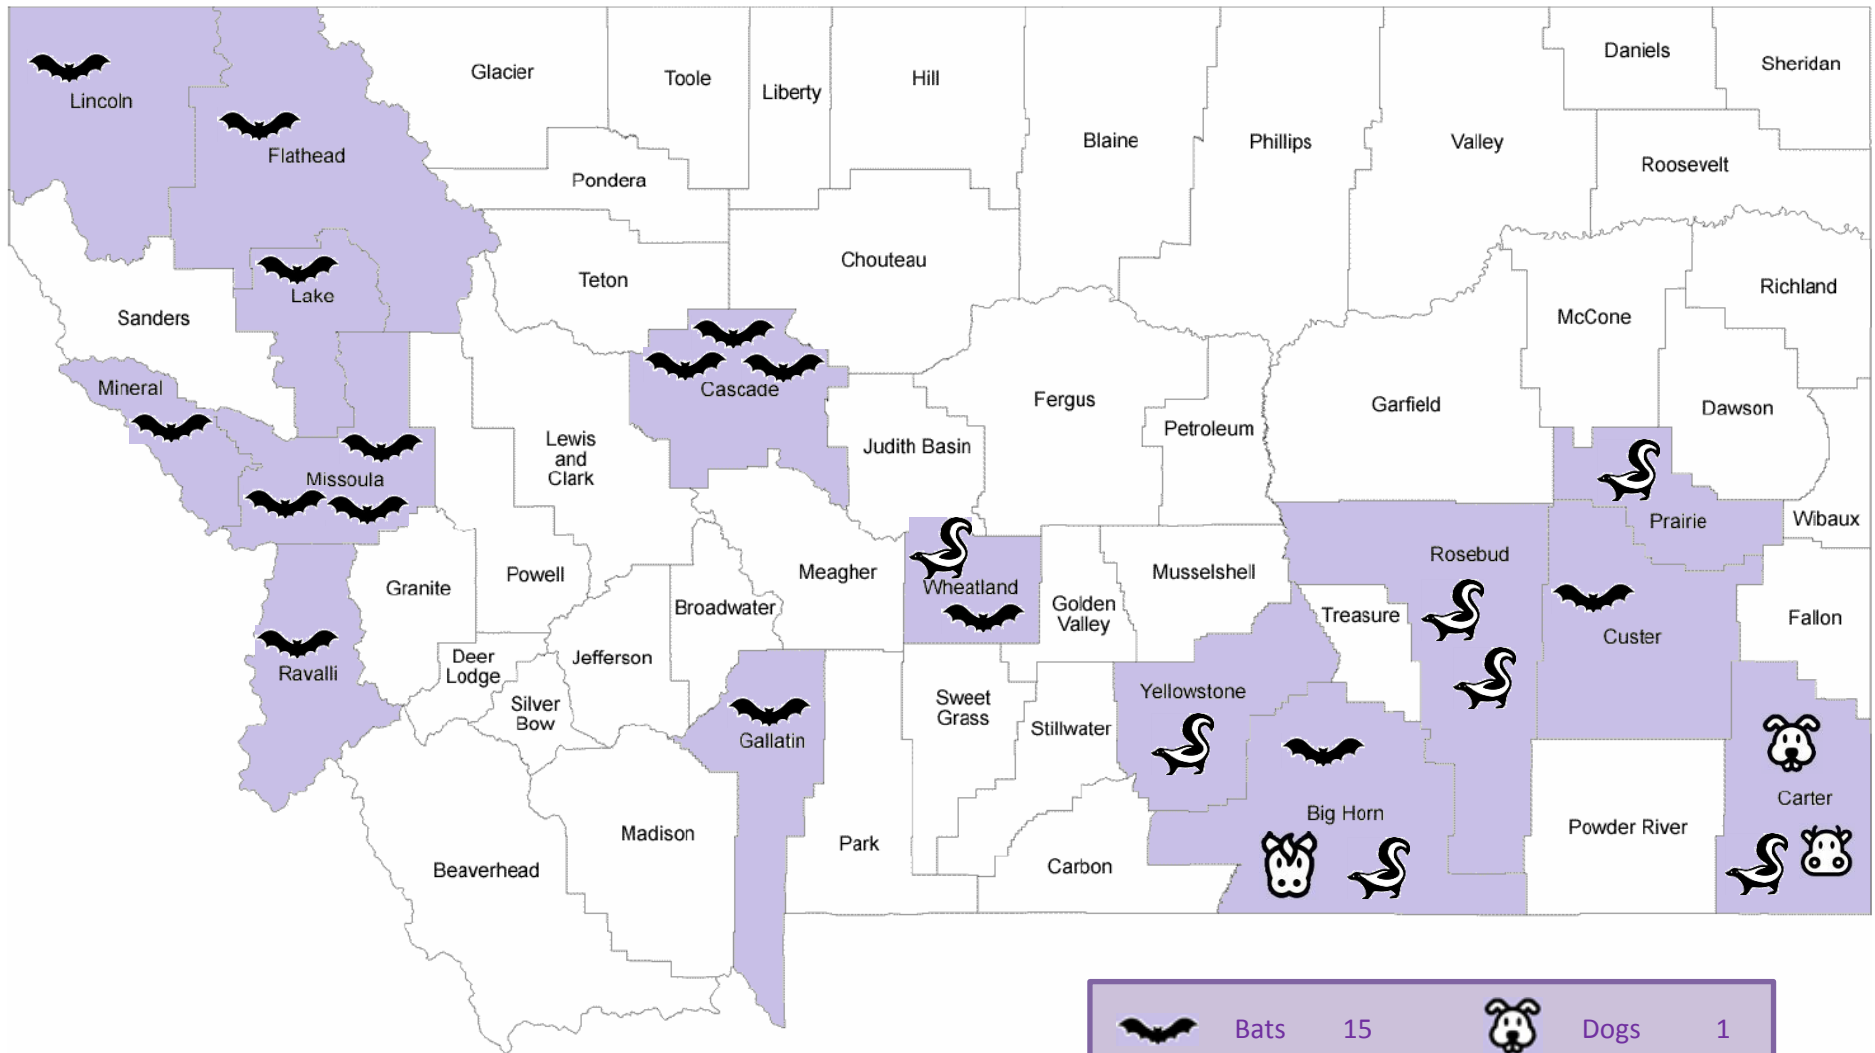 Glacier
Toole
Liberty
Hill
Blaine
Phillips
Valley
Daniels
Sheridan
Roosevelt
Lincoln
Flathead
Pondera
Lake
Sanders
Teton
Chouteau
McCone
Richland
Mineral
Cascade
Fergus
Petroleum
Garfield
Dawson
Missoula
Lewis
and
Clark
Judith Basin
Prairie
Wibaux
Rosebud
Granite
Powell
Meagher
Wheatland
Musselshell
Broadwater
Golden
Valley
Treasure
Fallon
Custer
Ravalli
Deer
Lodge
Jefferson
Silver
Bow
Gallatin
Sweet
Grass
Yellowstone
Stillwater
Big Horn
Carter
Powder River
Madison
Park
Carbon
Beaverhead
Bats 15
Dogs 1